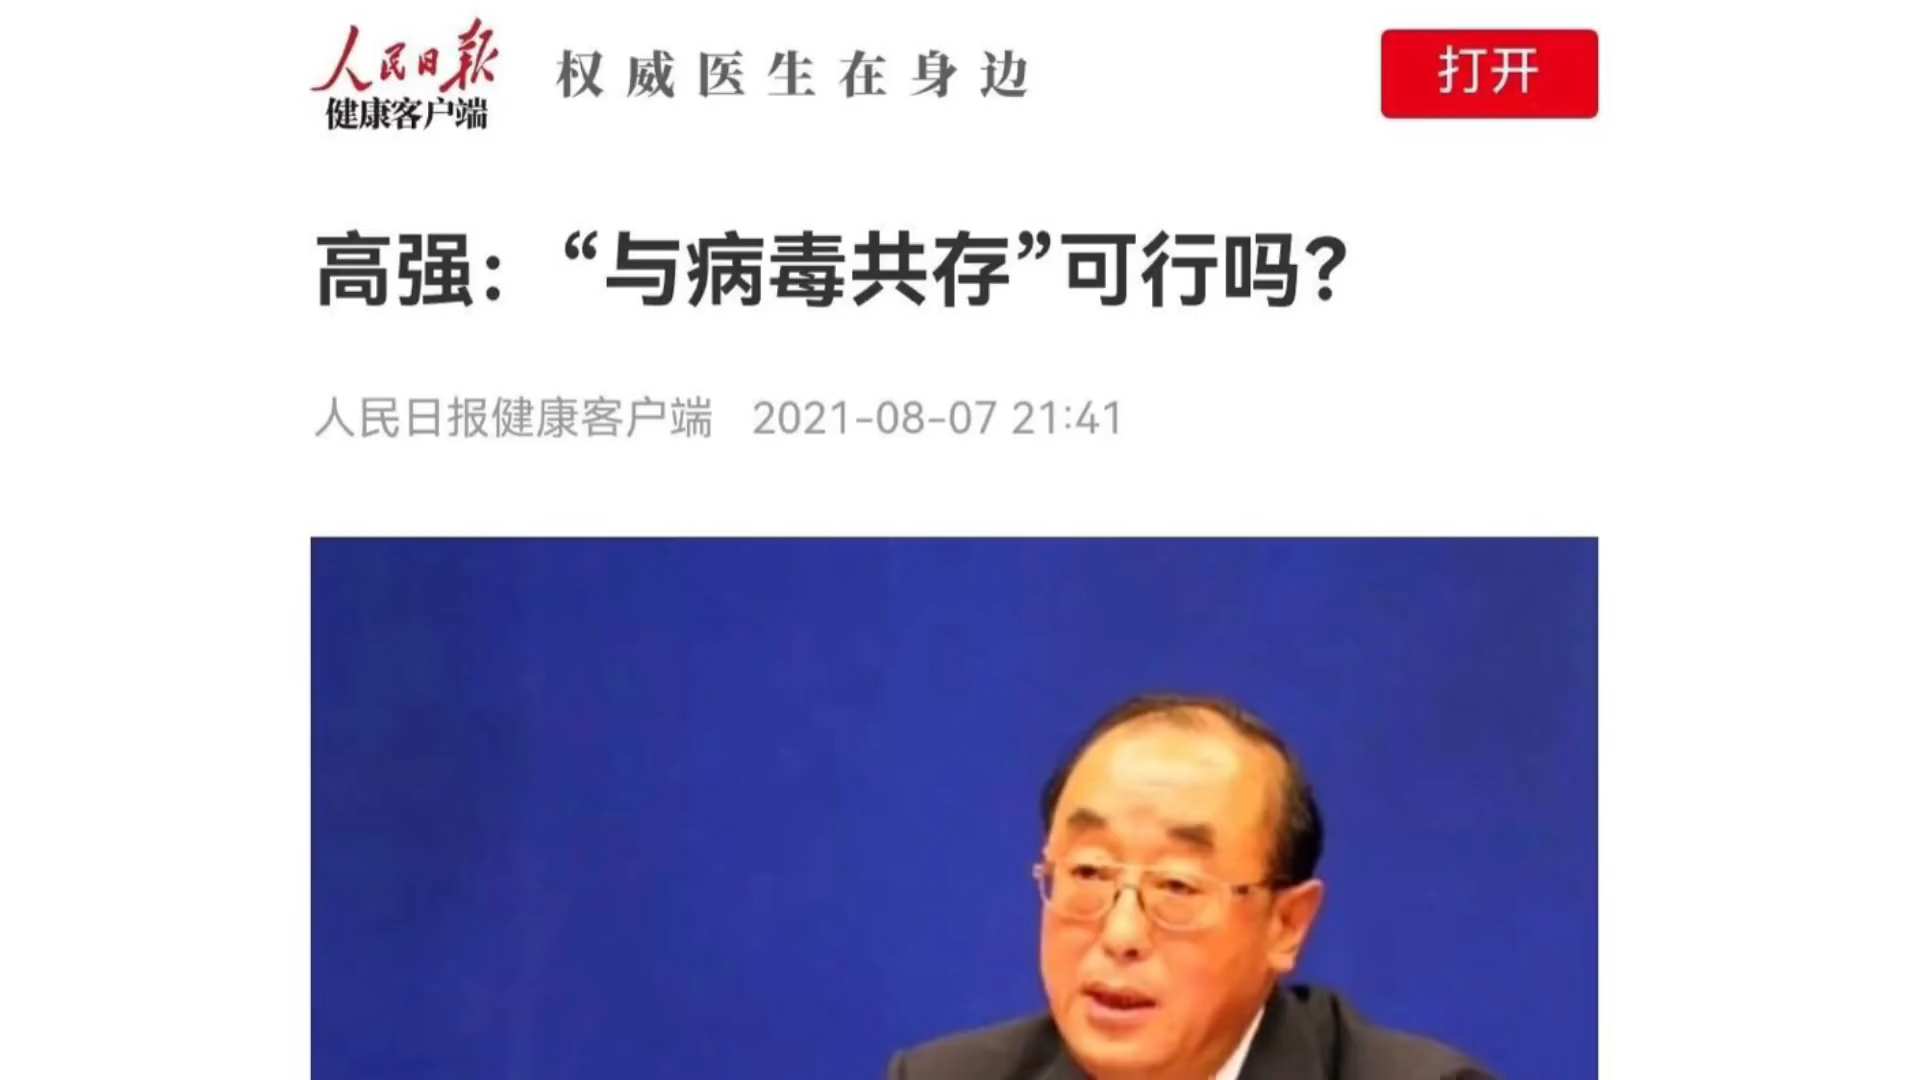 人民日报
健康客户端
权威医生在身边
打开
高强：“与病毒共存”可行吗？
人民日报健康客户端 2021-08-07 21:41